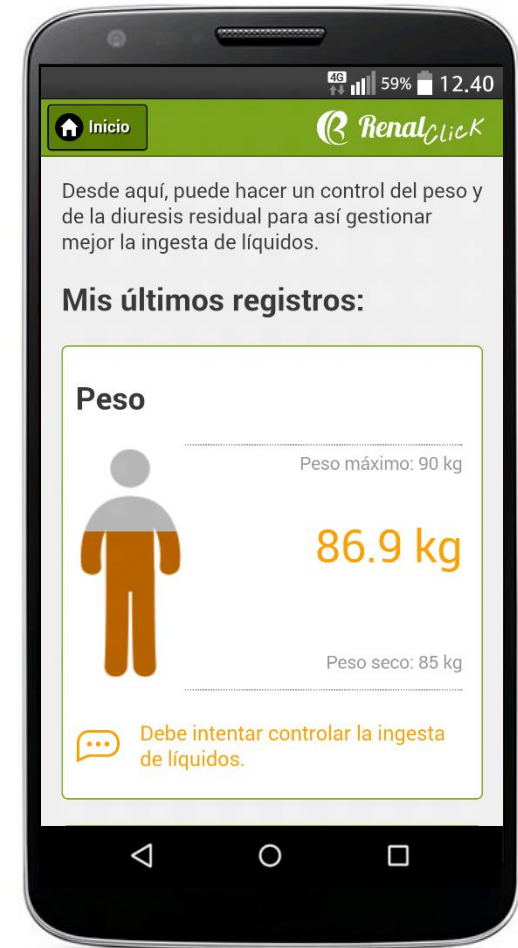 4G 59% 12.40
Inicio
RenalClicK
Desde aquí, puede hacer un control del peso y
de la diuresis residual para así gestionar
mejor la ingesta de líquidos.
Mis últimos registros:
Peso
Peso máximo: 90 kg
86.9 kg
Peso seco: 85 kg
Debe intentar controlar la ingesta
de líquidos.